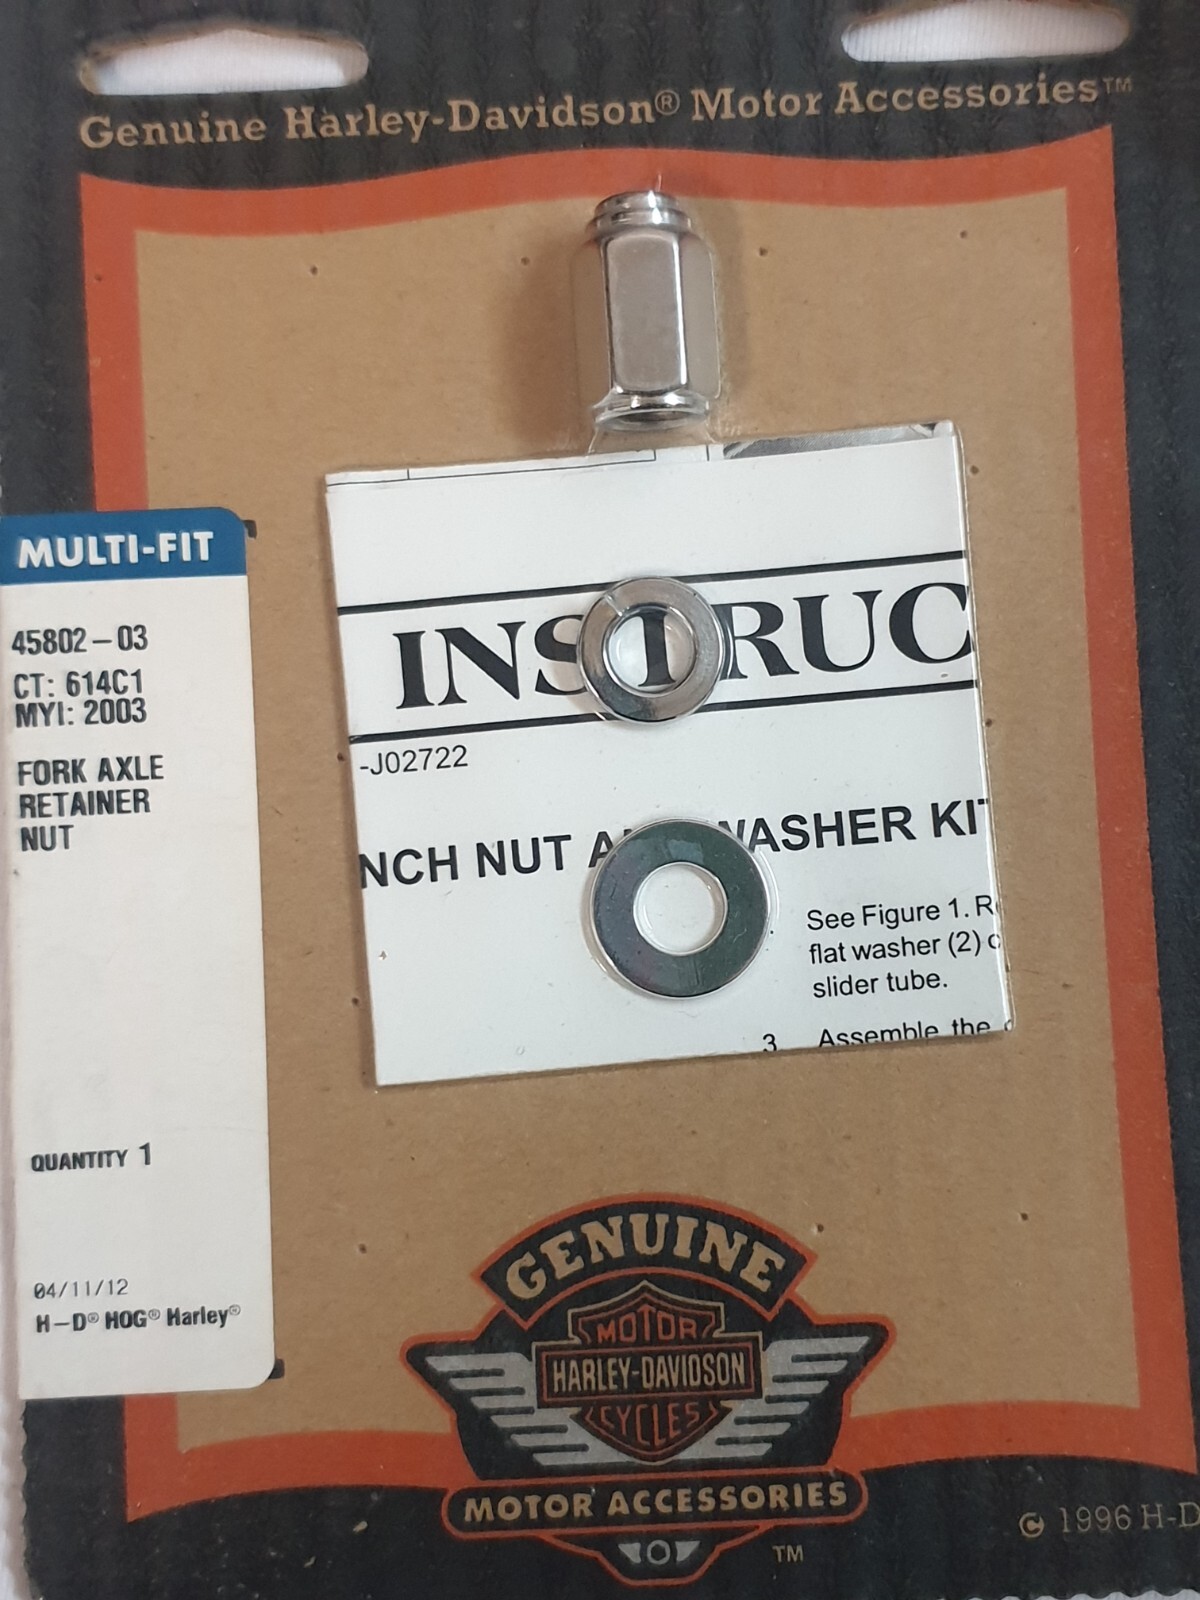 Genuine Harley-Davidson® Motor Accessories™
MULTI-FIT
45802-03
CT: 614C1
MYI: 2003
FORK AXLE
RETAINER
NUT
QUANTITY 1
04/11/12
H-D® HOG® Harley®
INSTRUC
-J02722
NCH NUT A WASHER KIT
See Figure 1. R
flat washer (2)
slider tube.
3 Assemble the
GENUINE
MOTOR
HARLEY-DAVIDSON
CYCLES
MOTOR ACCESSORIES
TM
© 1996 H-D